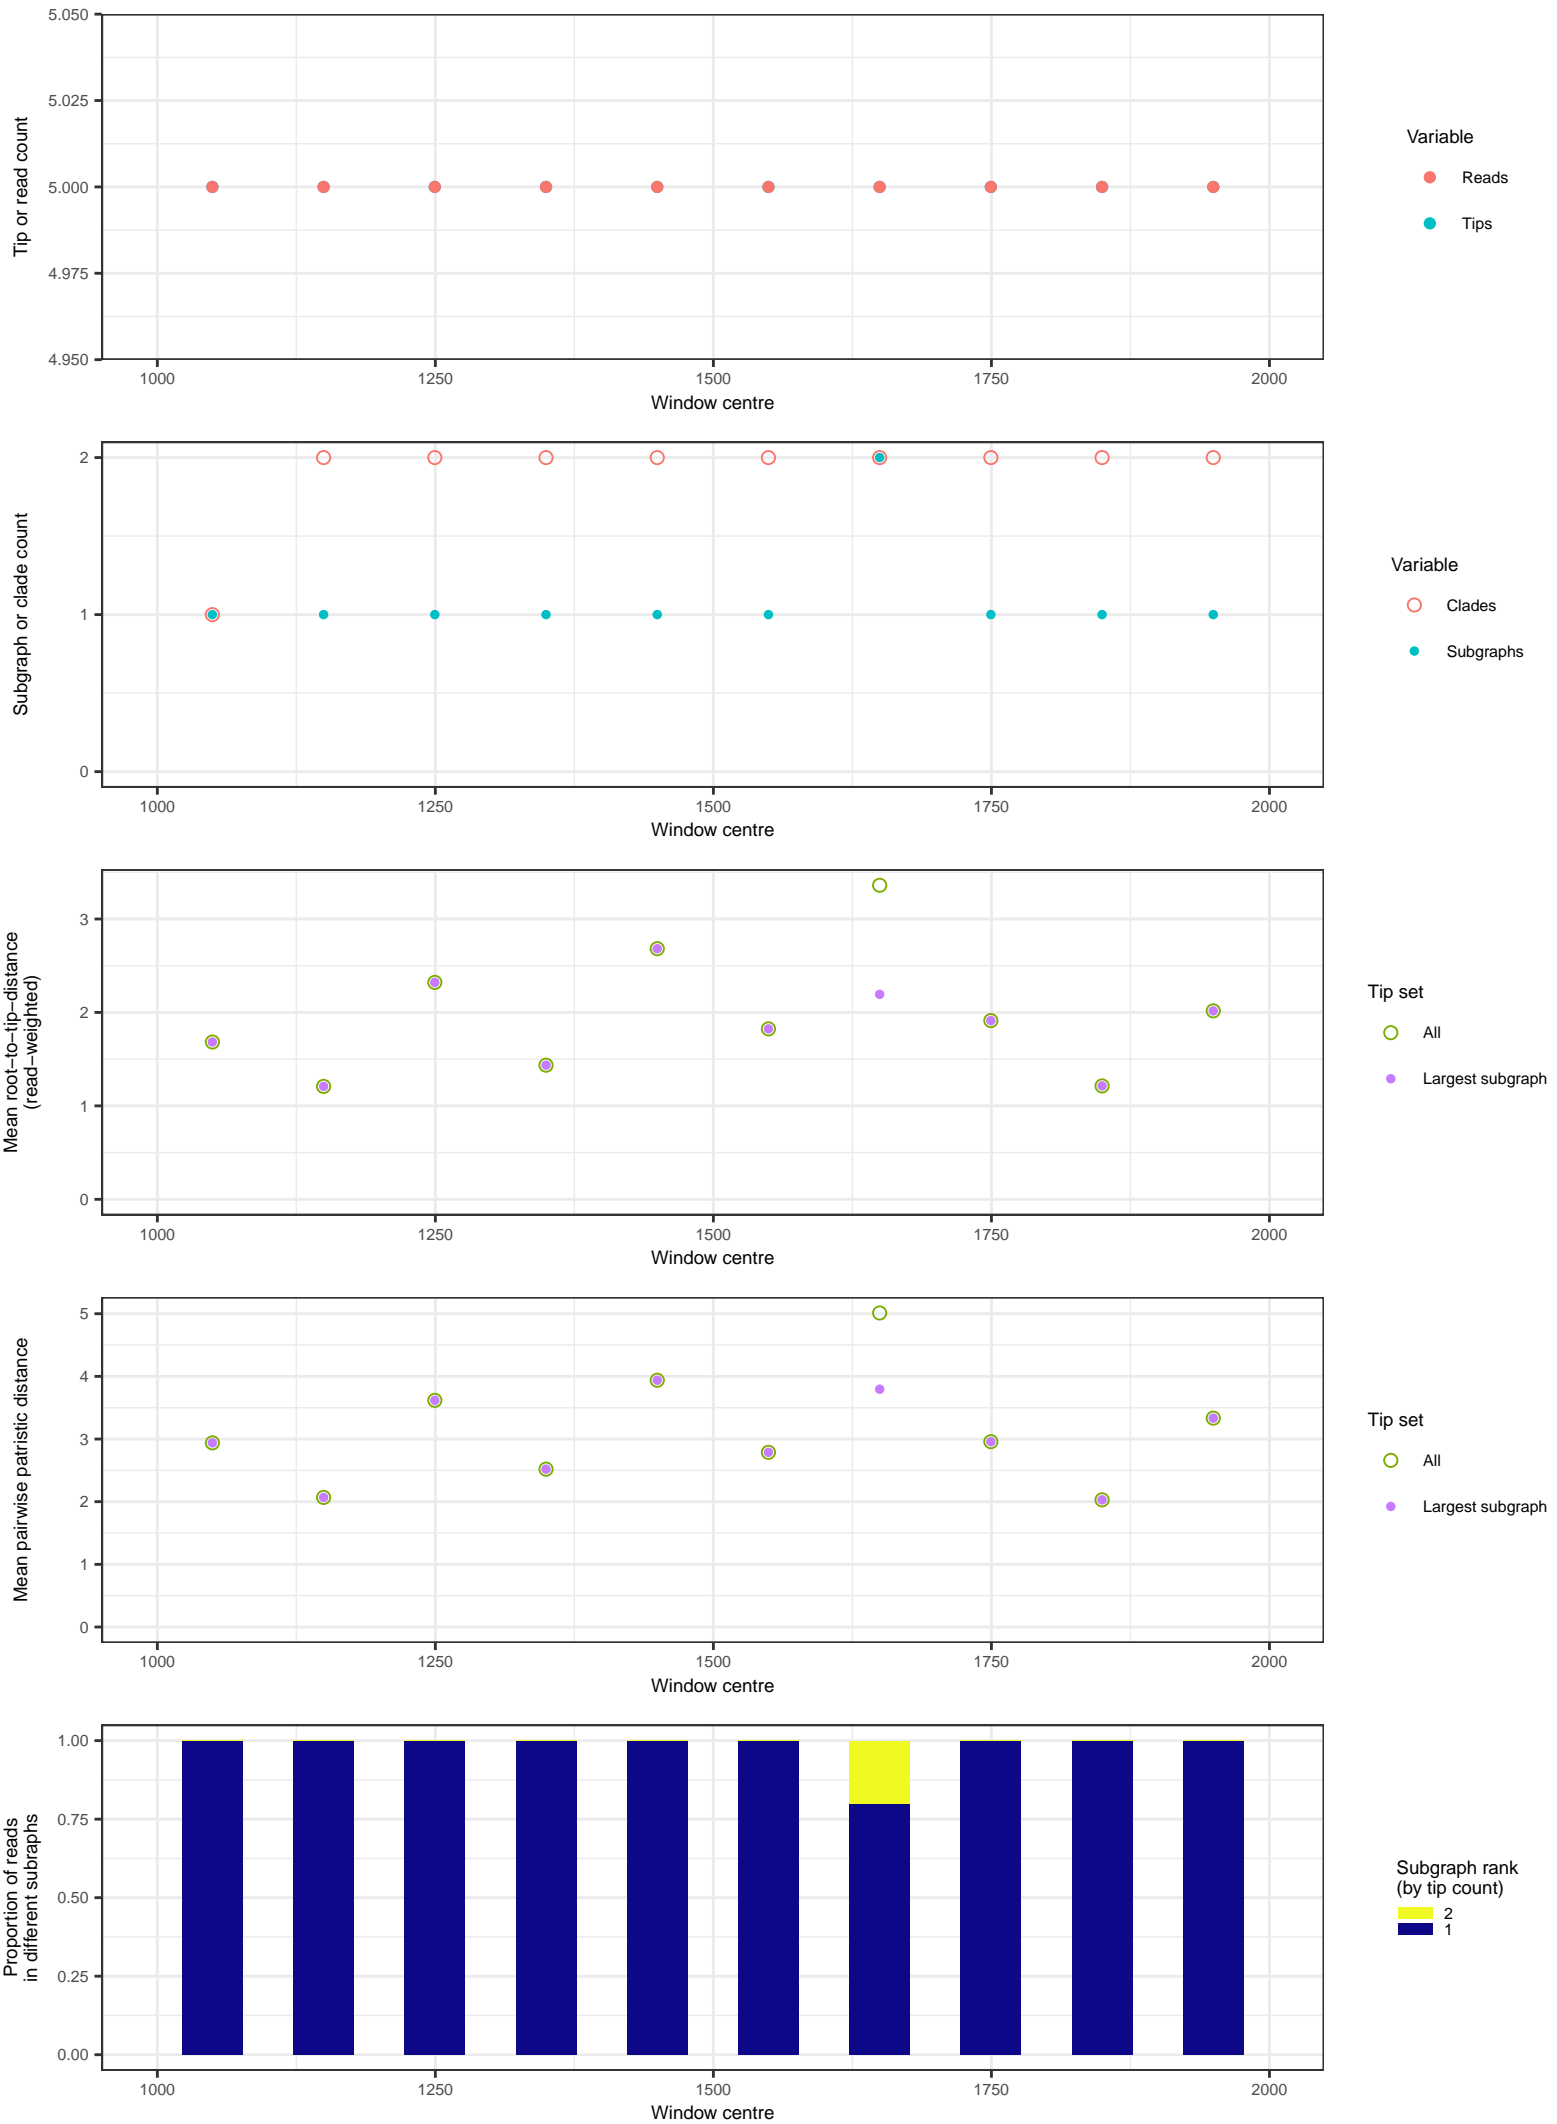 5.050
5.025
5.000
4.975
4.950
Tip or read count
1000 1250 1500 1750 2000
Window centre
Variable
Reads
Tips
2
1
0
Subgraph or clade count
1000 1250 1500 1750 2000
Window centre
Variable
Clades
Subgraphs
3
2
1
0
Mean root−to−tip−distance
(read−weighted)
1000 1250 1500 1750 2000
Window centre
Tip set
All
Largest subgraph
5
4
3
2
1
0
Mean pairwise patristic distance
1000 1250 1500 1750 2000
Window centre
Tip set
All
Largest subgraph
1.00
0.75
0.50
0.25
0.00
Proportion of reads
in different subraphs
1000 1250 1500 1750 2000
Window centre
Subgraph rank
(by tip count)
2
1